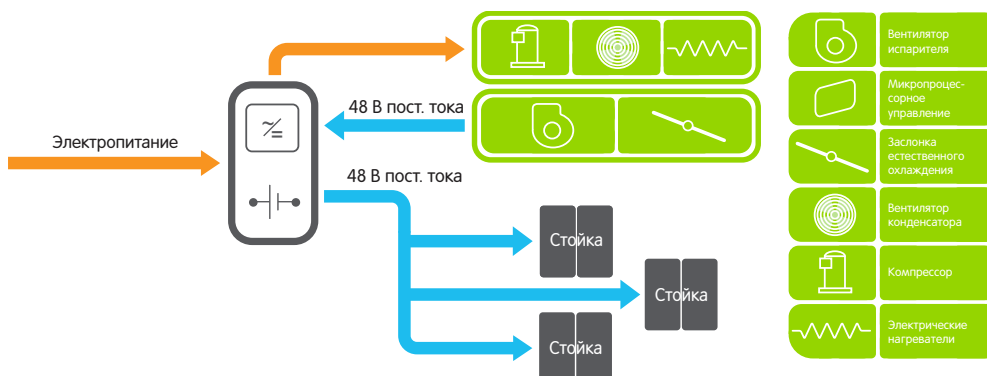 Электропитание
48 В пост. тока
48 В пост. тока
Стойка
Стойка
Стойка
Вентилятор
испарителя
Микропроцес-
сорное
управление
Заслонка
естественного
охлаждения
Вентилятор
конденсатора
Компрессор
Электрические
нагреватели